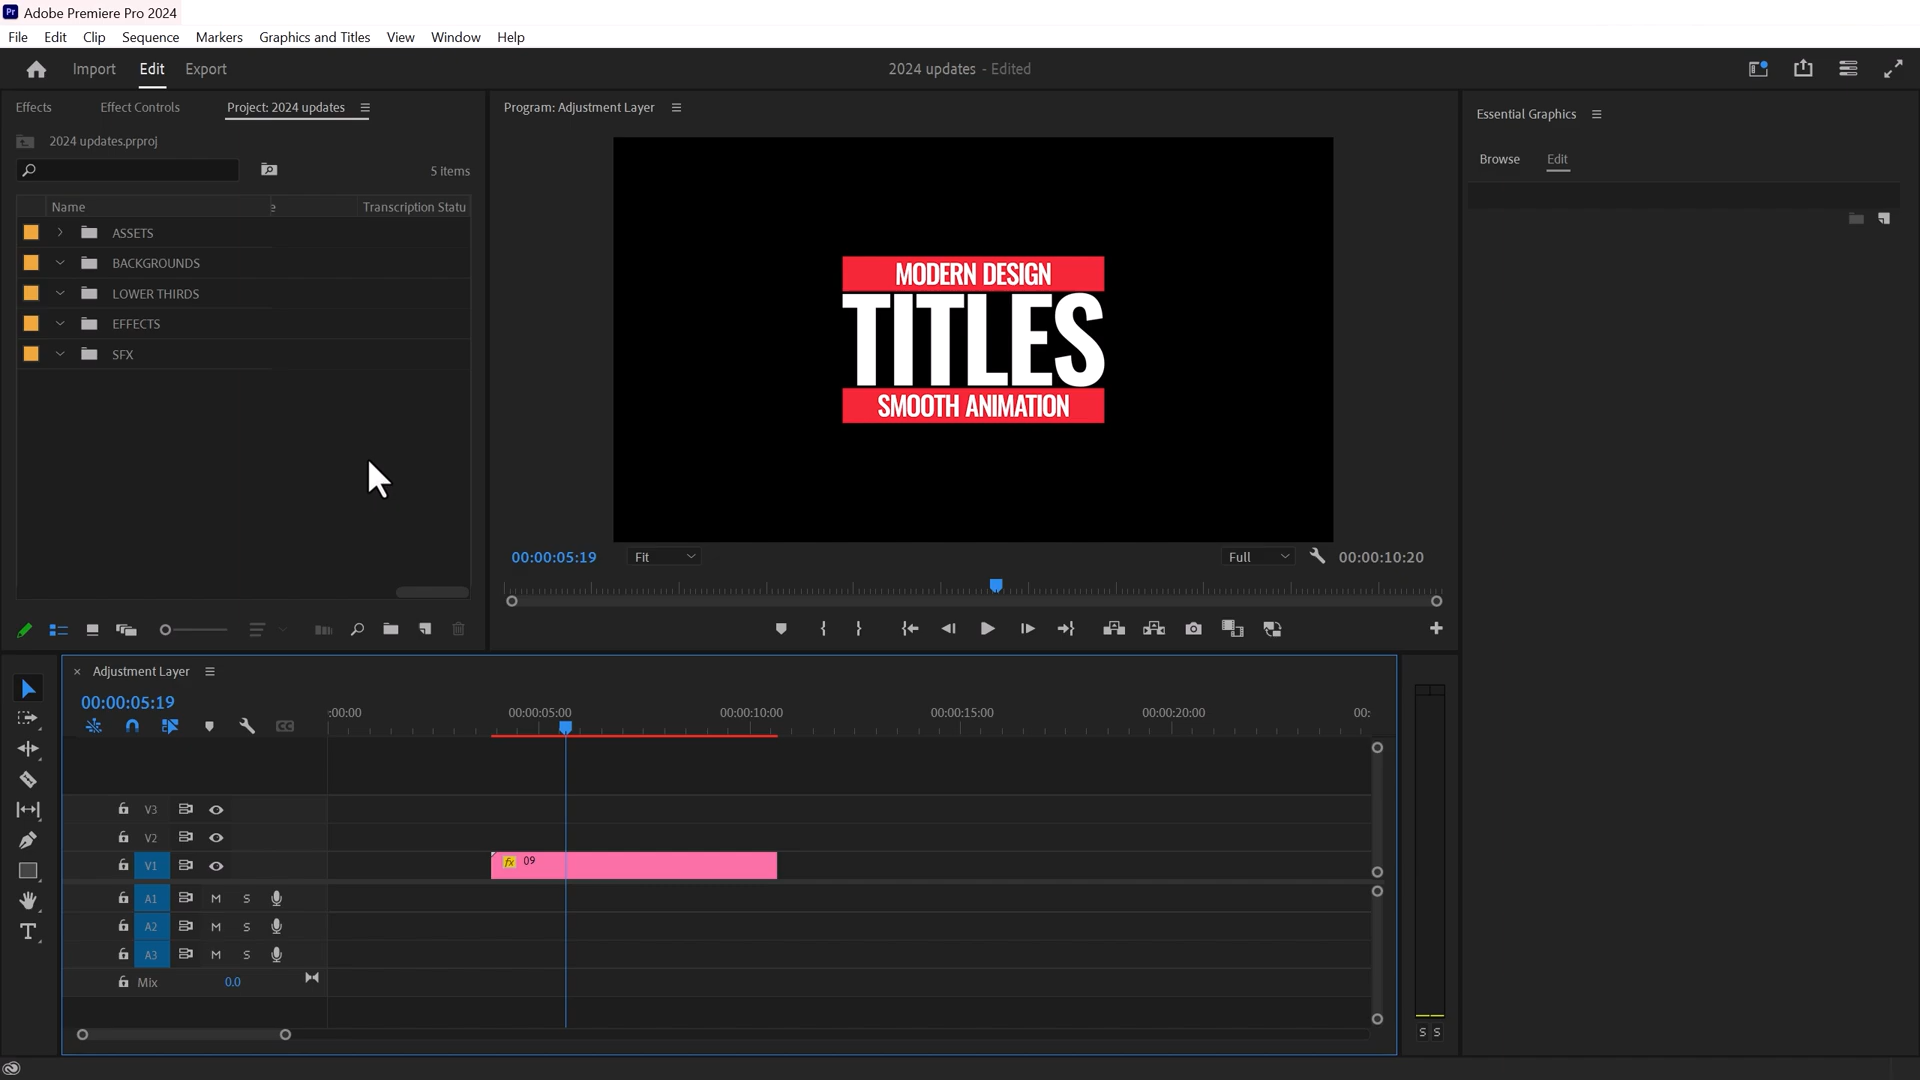 Pr Adobe Premiere Pro 2024
File Edit Clip Sequence Markers Graphics and Titles View Window Help
Import Edit Export
2024 updates - Edited
Effects Effect Controls Project: 2024 updates
2024 updates.prproj
5 items
Name e Transcription Statu
ASSETS
BACKGROUNDS
LOWER THIRDS
EFFECTS
SFX
Program: Adjustment Layer
MODERN DESIGN
TITLES
SMOOTH ANIMATION
00:00:05:19 Fit Full 00:00:10:20
Essential Graphics
Browse Edit
Adjustment Layer
00:00:05:19
:00:00 00:00:05:00 00:00:10:00 00:00:15:00 00:00:20:00 00:
V3
V2
V1 fx 09
A1 M S
A2 M S
A3 M S
Mix 0.0
S S